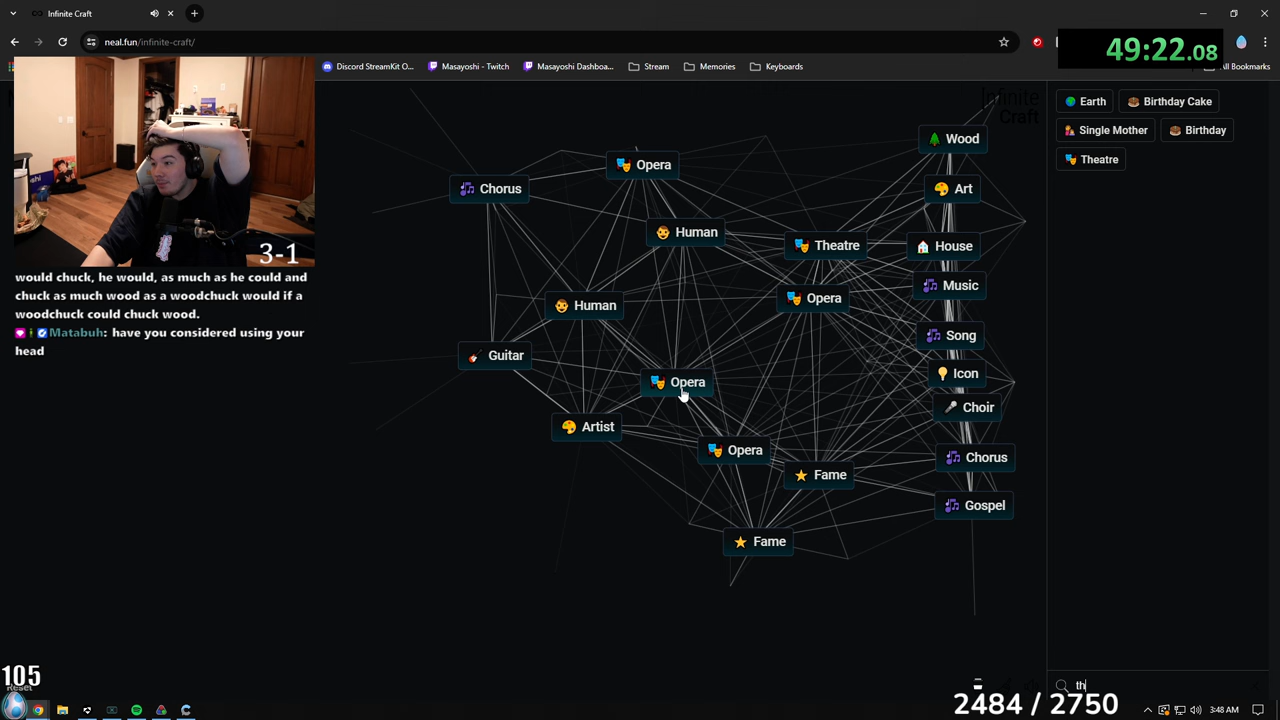 Infinite Craft
neal.fun/infinite-craft/
49:22.08
Discord StreamKit O...
Masayoshi - Twitch
Masayoshi Dashboa...
Stream
Memories
Keyboards
All Bookmarks
Infinite
Craft
Earth
Birthday Cake
Single Mother
Birthday
Theatre
Wood
Opera
Chorus
Art
Human
Theatre
House
Music
Opera
Human
Song
Guitar
Icon
Opera
Choir
Artist
Opera
Chorus
Fame
Gospel
Fame
3-1
would chuck, he would, as much as he could and
chuck as much wood as a woodchuck would if a
woodchuck could chuck wood.
Matabuh: have you considered using your
head
105
Reset
th
2484 / 2750
3:48 AM